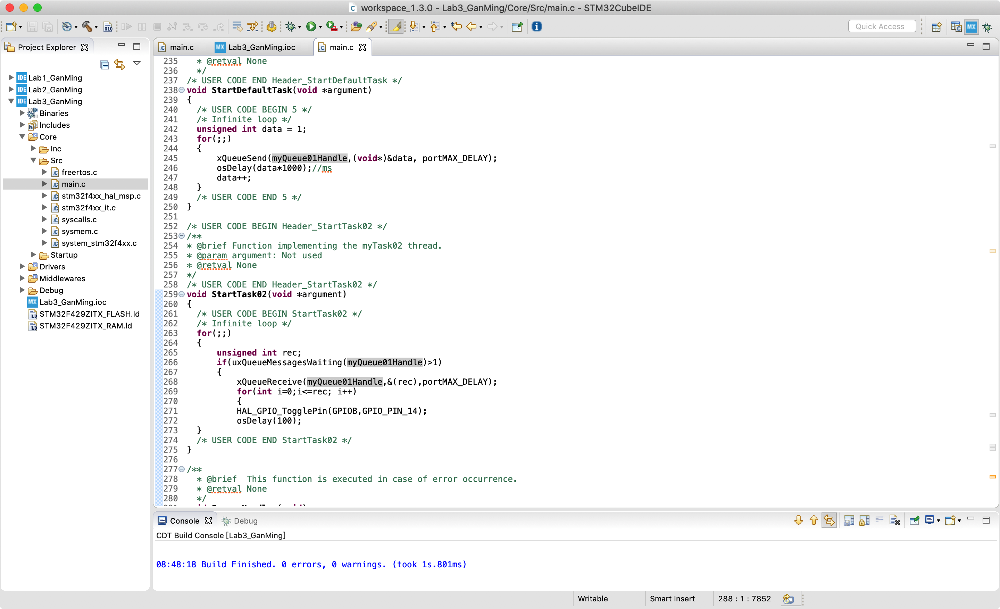 workspace_1.3.0 - Lab3_GanMing/Core/Src/main.c - STM32CubeIDE
010
Quick Access
MX
Project Explorer
main.c
MX Lab3_GanMing.ioc
main.c
IDE Lab1_GanMing
IDE Lab2_GanMing
IDE Lab3_GanMing
Binaries
Includes
Core
Inc
Src
freertos.c
main.c
stm32f4xx_hal_msp.c
stm32f4xx_it.c
syscalls.c
sysmem.c
system_stm32f4xx.c
Startup
Drivers
Middlewares
Debug
MX Lab3_GanMing.ioc
STM32F429ZITX_FLASH.ld
STM32F429ZITX_RAM.ld
235   * @retval None
236   */
237 /* USER CODE END Header_StartDefaultTask */
238 void StartDefaultTask(void *argument)
239 {
240   /* USER CODE BEGIN 5 */
241   /* Infinite loop */
242   unsigned int data = 1;
243   for(;;)
244   {
245       xQueueSend(myQueue01Handle,(void*)&data, portMAX_DELAY);
246       osDelay(data*1000);//ms
247       data++;
248   }
249   /* USER CODE END 5 */
250 }
251
252 /* USER CODE BEGIN Header_StartTask02 */
253 /**
254 * @brief Function implementing the myTask02 thread.
255 * @param argument: Not used
256 * @retval None
257 */
258 /* USER CODE END Header_StartTask02 */
259 void StartTask02(void *argument)
260 {
261   /* USER CODE BEGIN StartTask02 */
262   /* Infinite loop */
263   for(;;)
264   {
265       unsigned int rec;
266       if(uxQueueMessagesWaiting(myQueue01Handle)>1)
267       {
268           xQueueReceive(myQueue01Handle,&(rec),portMAX_DELAY);
269           for(int i=0;i<=rec; i++)
270           {
271           HAL_GPIO_TogglePin(GPIOB,GPIO_PIN_14);
272           osDelay(100);
273   }
274   /* USER CODE END StartTask02 */
275 }
276
277 /**
278   * @brief  This function is executed in case of error occurrence.
279   * @retval None
280   */
Console
Debug
CDT Build Console [Lab3_GanMing]
08:48:18 Build Finished. 0 errors, 0 warnings. (took 1s.801ms)
Writable
Smart Insert
288 : 1 : 7852